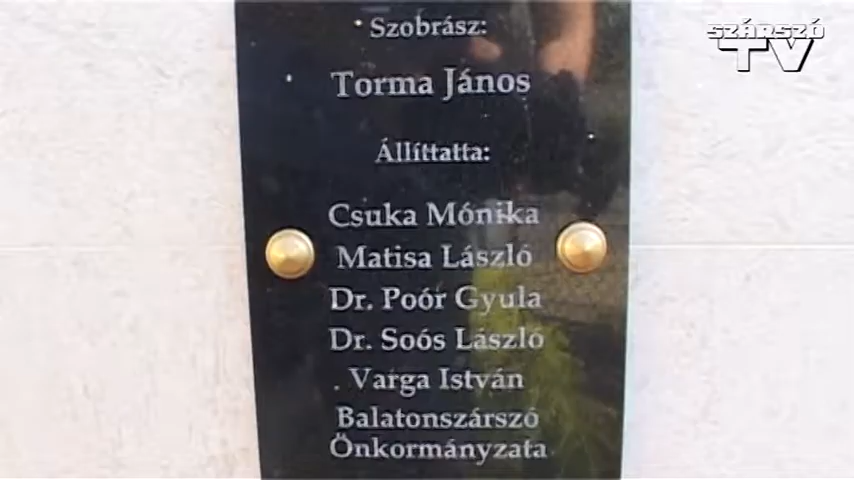 SZÁRSZÓ
TV
Szobrász:
Torma János
Állíttatta:
Csuka Mónika
Matisa László
Dr. Poór Gyula
Dr. Soós László
Varga István
Balatonszárszó
Önkormányzata